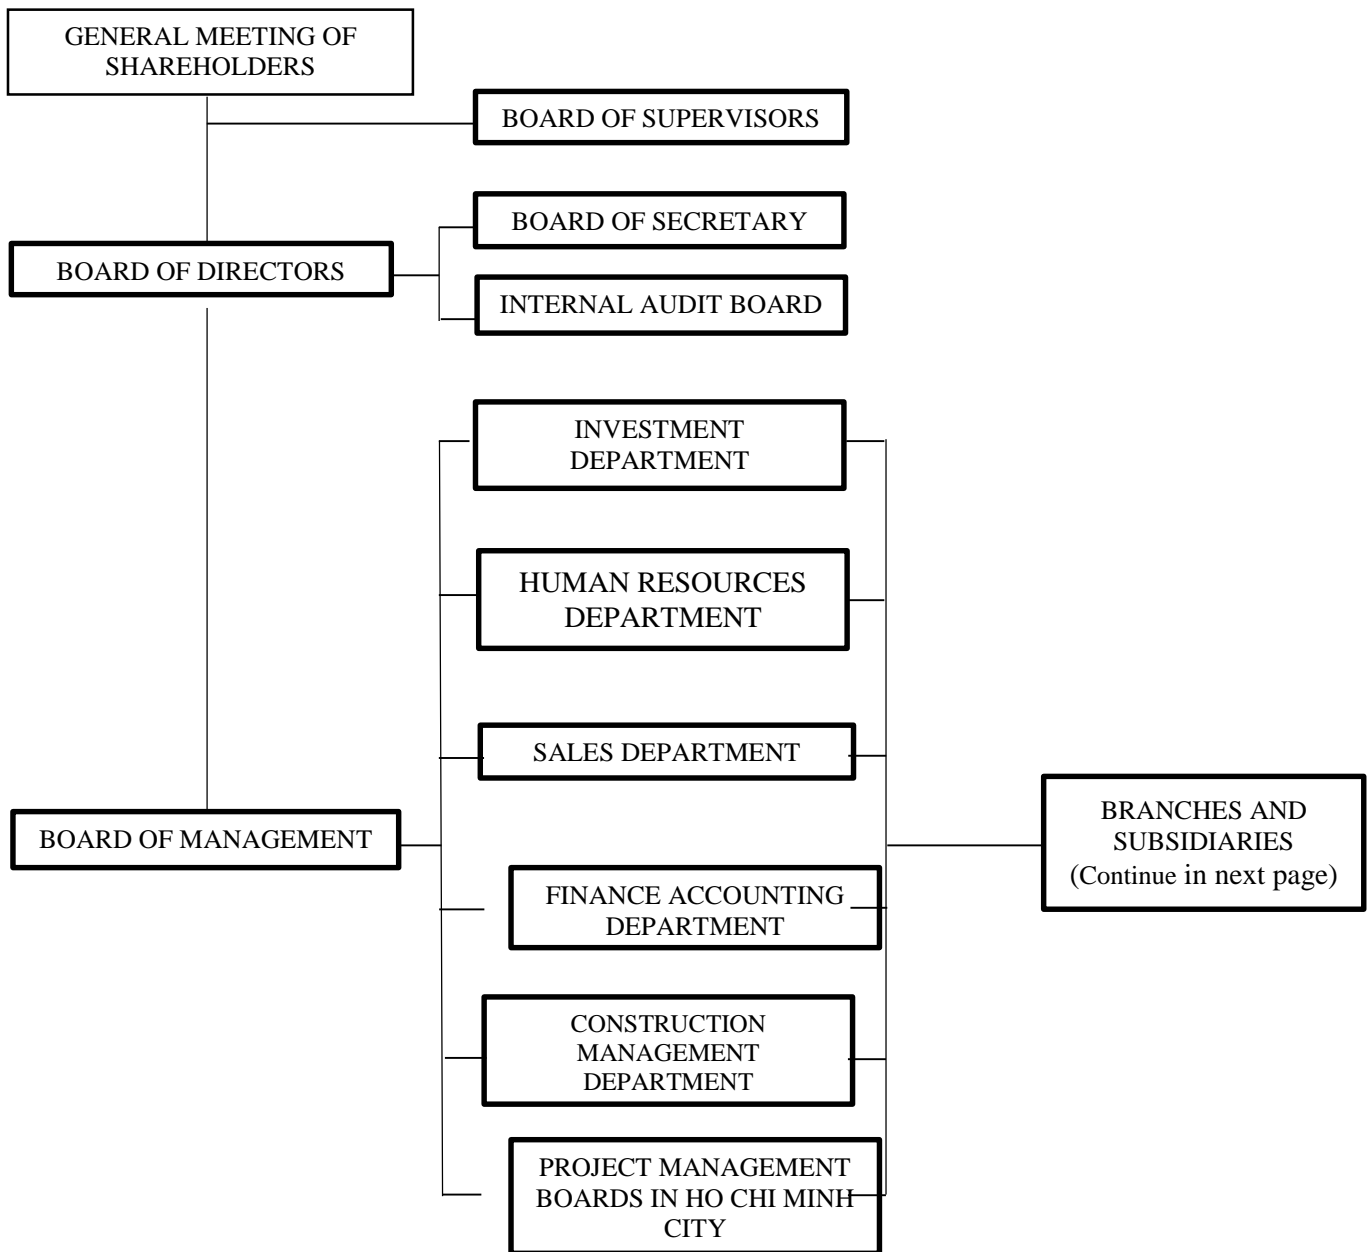 GENERAL MEETING OF
SHAREHOLDERS
BOARD OF SUPERVISORS
BOARD OF SECRETARY
BOARD OF DIRECTORS
INTERNAL AUDIT BOARD
INVESTMENT
DEPARTMENT
HUMAN RESOURCES
DEPARTMENT
SALES DEPARTMENT
BOARD OF MANAGEMENT
BRANCHES AND
SUBSIDIARIES
(Continue in next page)
FINANCE ACCOUNTING
DEPARTMENT
CONSTRUCTION
MANAGEMENT
DEPARTMENT
PROJECT MANAGEMENT
BOARDS IN HO CHI MINH
CITY